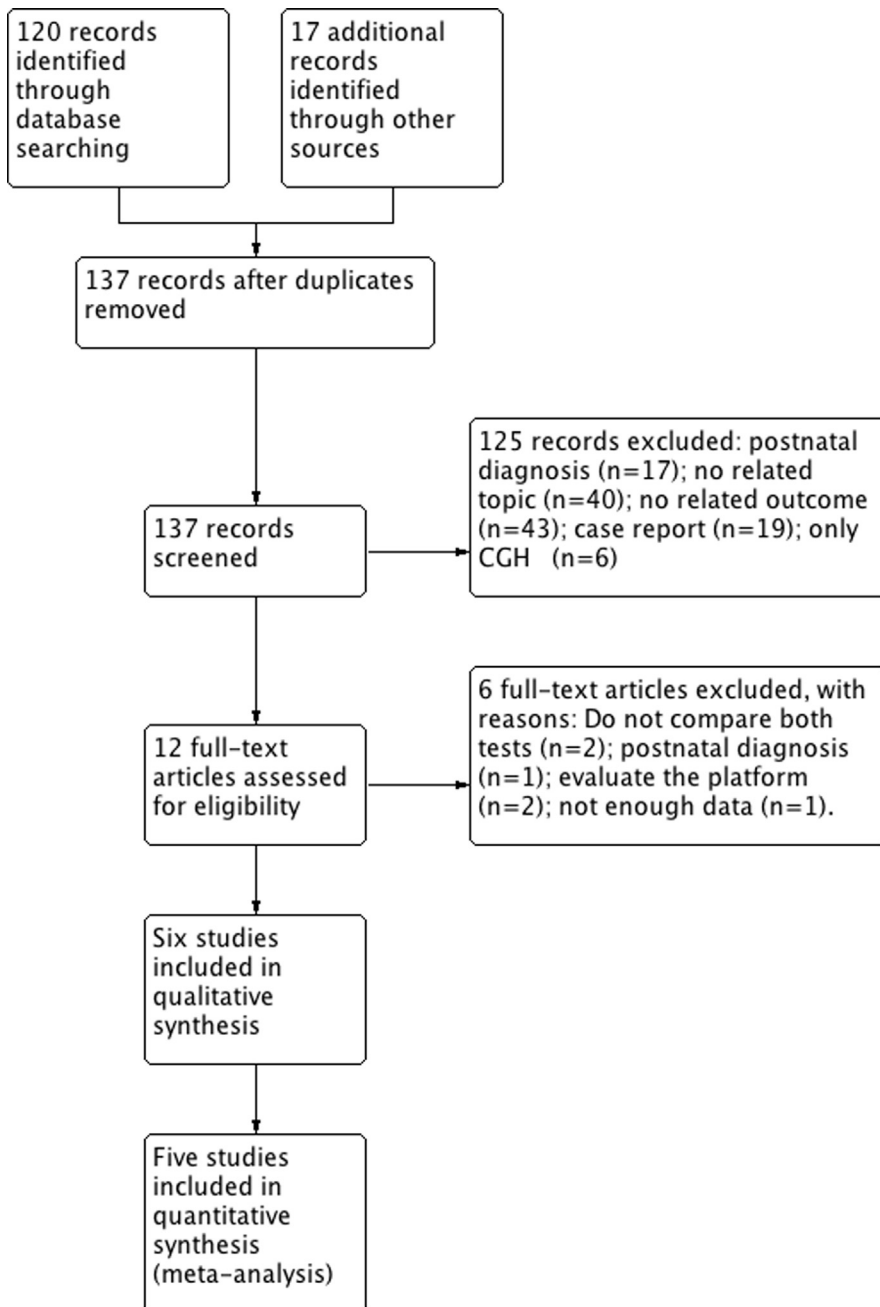 120 records
identified
through
database
searching
17 additional
records
identified
through other
sources
137 records after duplicates
removed
137 records
screened
125 records excluded: postnatal
diagnosis (n=17); no related
topic (n=40); no related outcome
(n=43); case report (n=19); only
CGH (n=6)
12 full-text
articles assessed
for eligibility
6 full-text articles excluded, with
reasons: Do not compare both
tests (n=2); postnatal diagnosis
(n=1); evaluate the platform
(n=2); not enough data (n=1).
Six studies
included in
qualitative
synthesis
Five studies
included in
quantitative
synthesis
(meta-analysis)